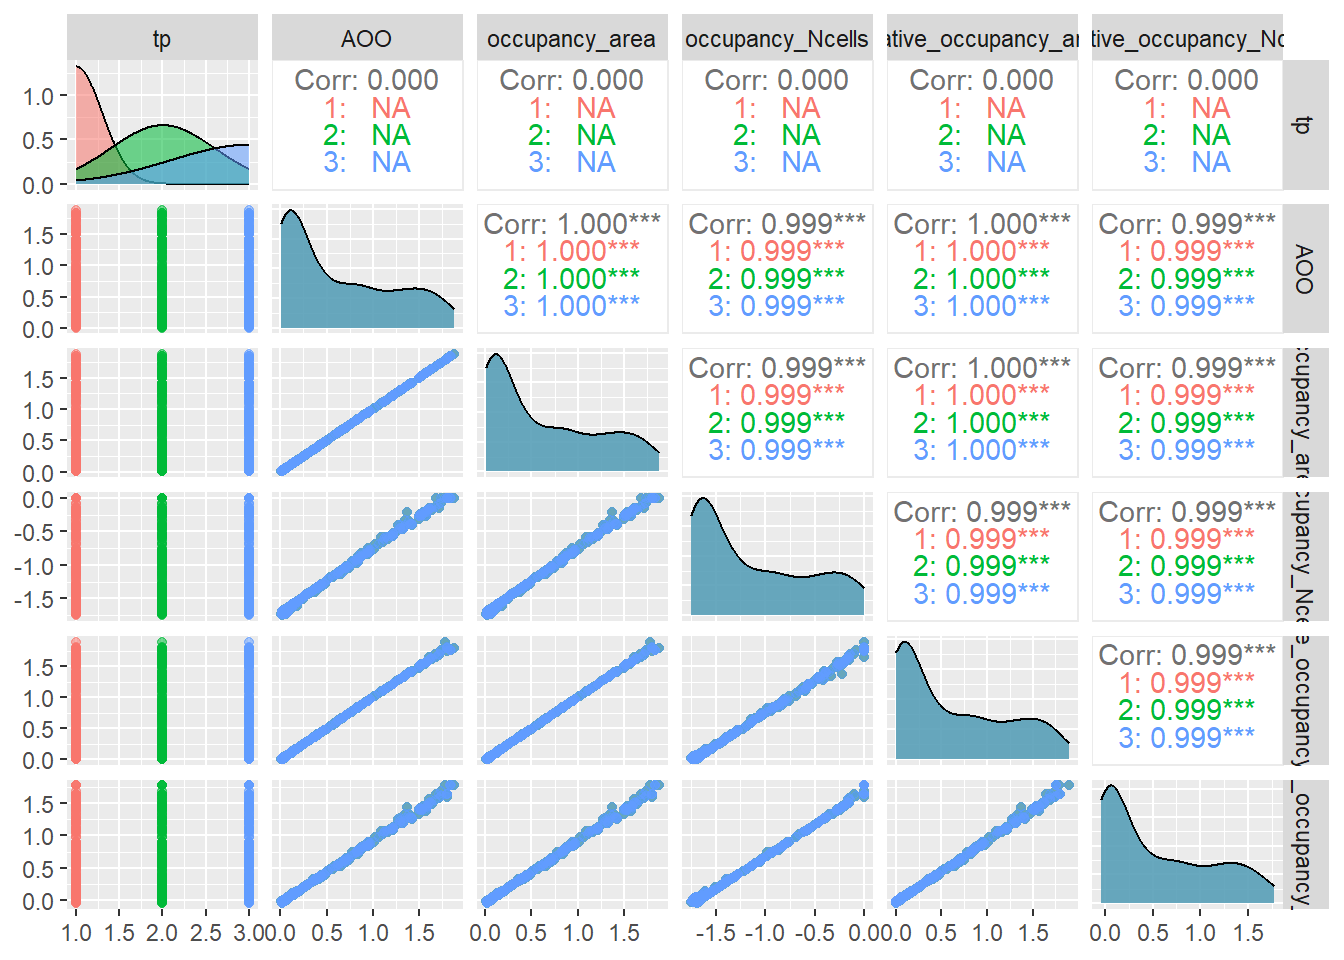 tp AOO occupancy_area occupancy_Ncells ative_occupancy_ar tive_occupancy_Nc
1.0
0.5
0.0
Corr: 0.000 Corr: 0.000 Corr: 0.000 Corr: 0.000 Corr: 0.000
1: NA 1: NA 1: NA 1: NA 1: NA
2: NA 2: NA 2: NA 2: NA 2: NA
3: NA 3: NA 3: NA 3: NA 3: NA
tp
1.5
1.0
0.5
0.0
Corr: 1.000*** Corr: 0.999*** Corr: 1.000*** Corr: 0.999***
1: 1.000*** 1: 0.999*** 1: 1.000*** 1: 0.999***
2: 1.000*** 2: 0.999*** 2: 1.000*** 2: 0.999***
3: 1.000*** 3: 0.999*** 3: 1.000*** 3: 0.999***
AOO
1.5
1.0
0.5
0.0
Corr: 0.999*** Corr: 1.000*** Corr: 0.999***
1: 0.999*** 1: 1.000*** 1: 0.999***
2: 0.999*** 2: 1.000*** 2: 0.999***
3: 0.999*** 3: 1.000*** 3: 0.999***
ccupancy_are
0.0
-0.5
-1.0
-1.5
Corr: 0.999*** Corr: 0.999***
1: 0.999*** 1: 0.999***
2: 0.999*** 2: 0.999***
3: 0.999*** 3: 0.999***
cupancy_Nce
1.5
1.0
0.5
0.0
Corr: 0.999***
1: 0.999***
2: 0.999***
3: 0.999***
e_occupancy
1.5
1.0
0.5
0.0
_occupancy_
1.0 1.5 2.0 2.5 3.0 0.0 0.5 1.0 1.5 0.0 0.5 1.0 1.5 -1.5 -1.0 -0.5 0.0 0.0 0.5 1.0 1.5 0.0 0.5 1.0 1.5